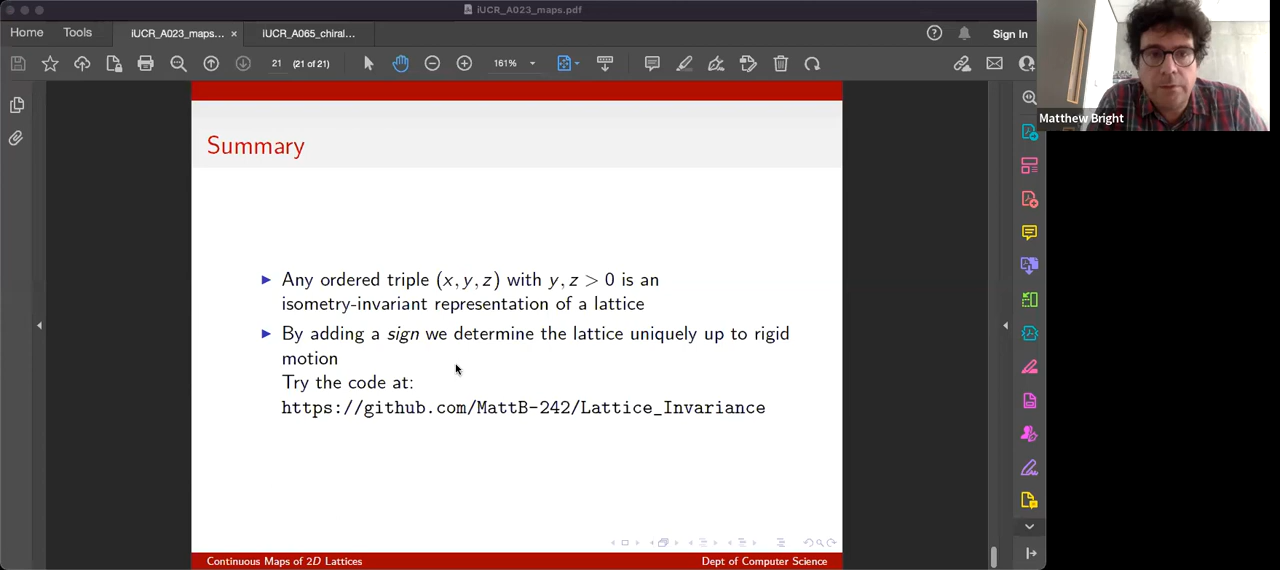 iUCR_A023_maps.pdf
Home Tools iUCR_A023_maps... × iUCR_A065_chiral... Sign In
21 (21 of 21) 161%
Matthew Bright
Summary
Any ordered triple (x, y, z) with y, z > 0 is an
isometry-invariant representation of a lattice
By adding a sign we determine the lattice uniquely up to rigid
motion
Try the code at:
https://github.com/MattB-242/Lattice_Invariance
Continuous Maps of 2D Lattices Dept of Computer Science